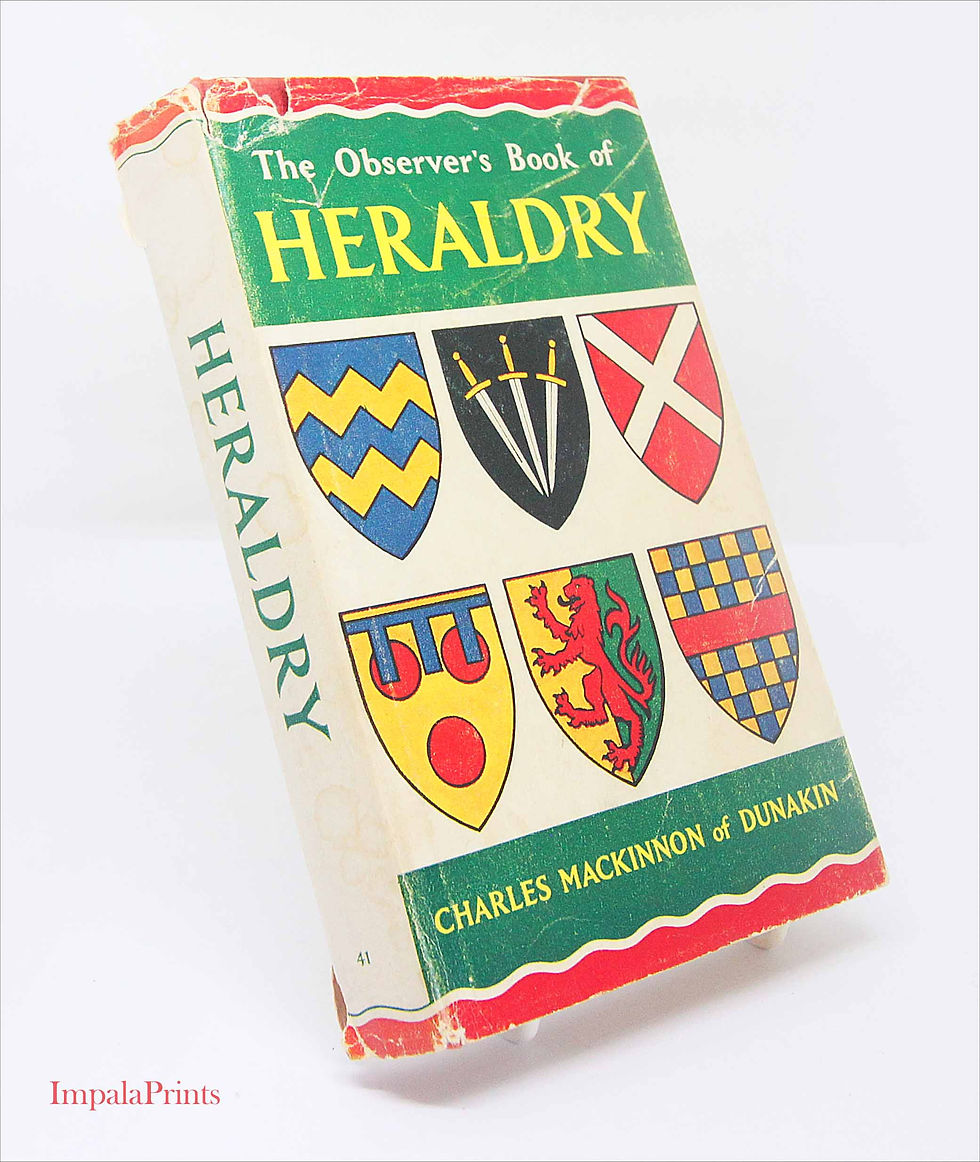 The Observer's Book of
HERALDRY
HERALDRY
CHARLES MACKINNON of DUNAKIN
41
ImpalaPrints